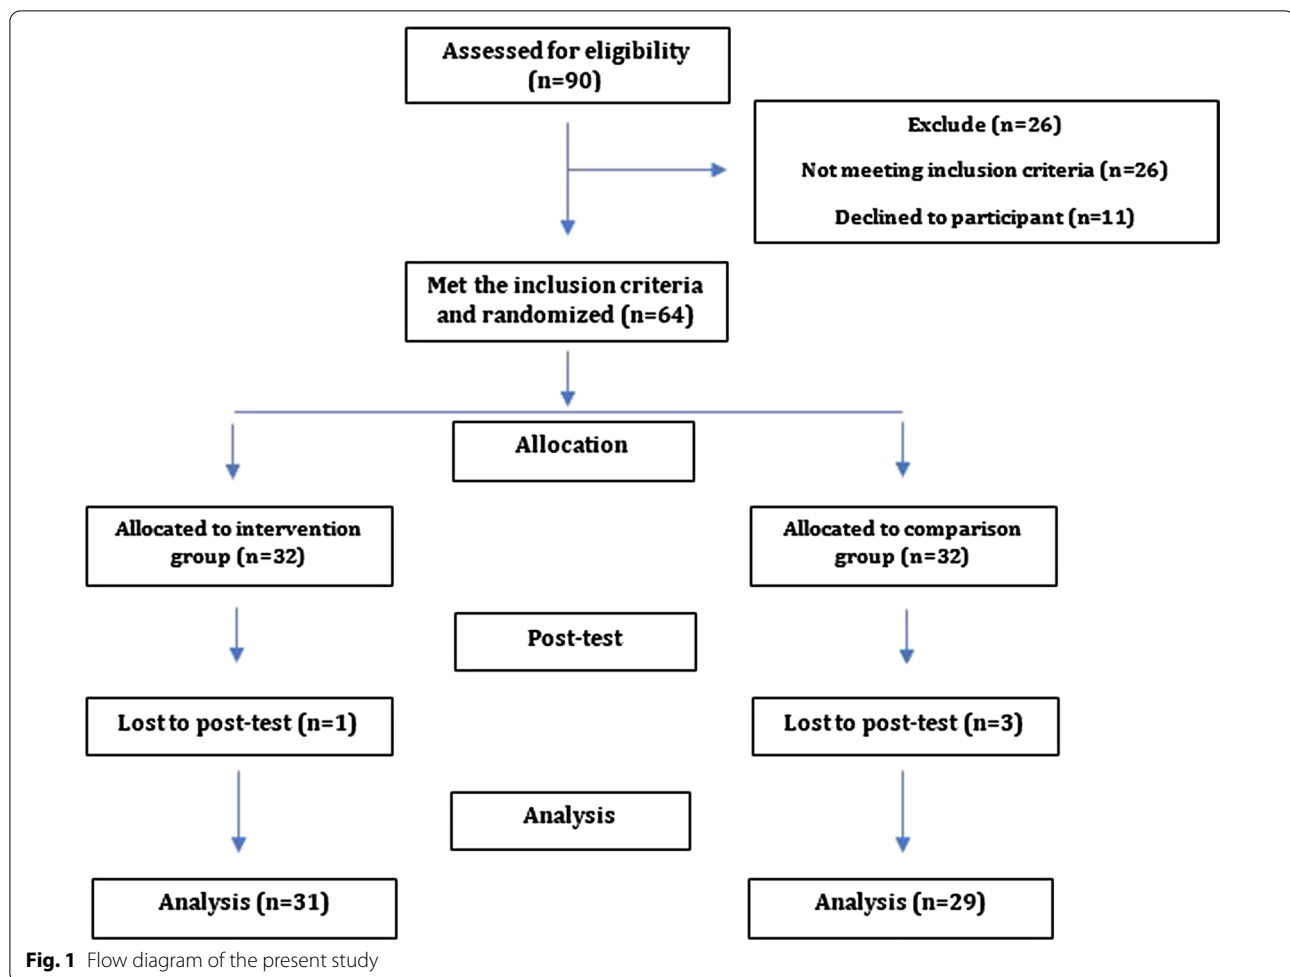 Assessed for eligibility
(n=90)
Exclude (n=26)
Not meeting inclusion criteria (n=26)
Declined to participant (n=11)
Met the inclusion criteria
and randomized (n=64)
Allocation
Allocated to intervention
group (n=32)
Allocated to comparison
group (n=32)
Post-test
Lost to post-test (n=1)
Lost to post-test (n=3)
Analysis
Analysis (n=31)
Analysis (n=29)
Fig. 1 Flow diagram of the present study